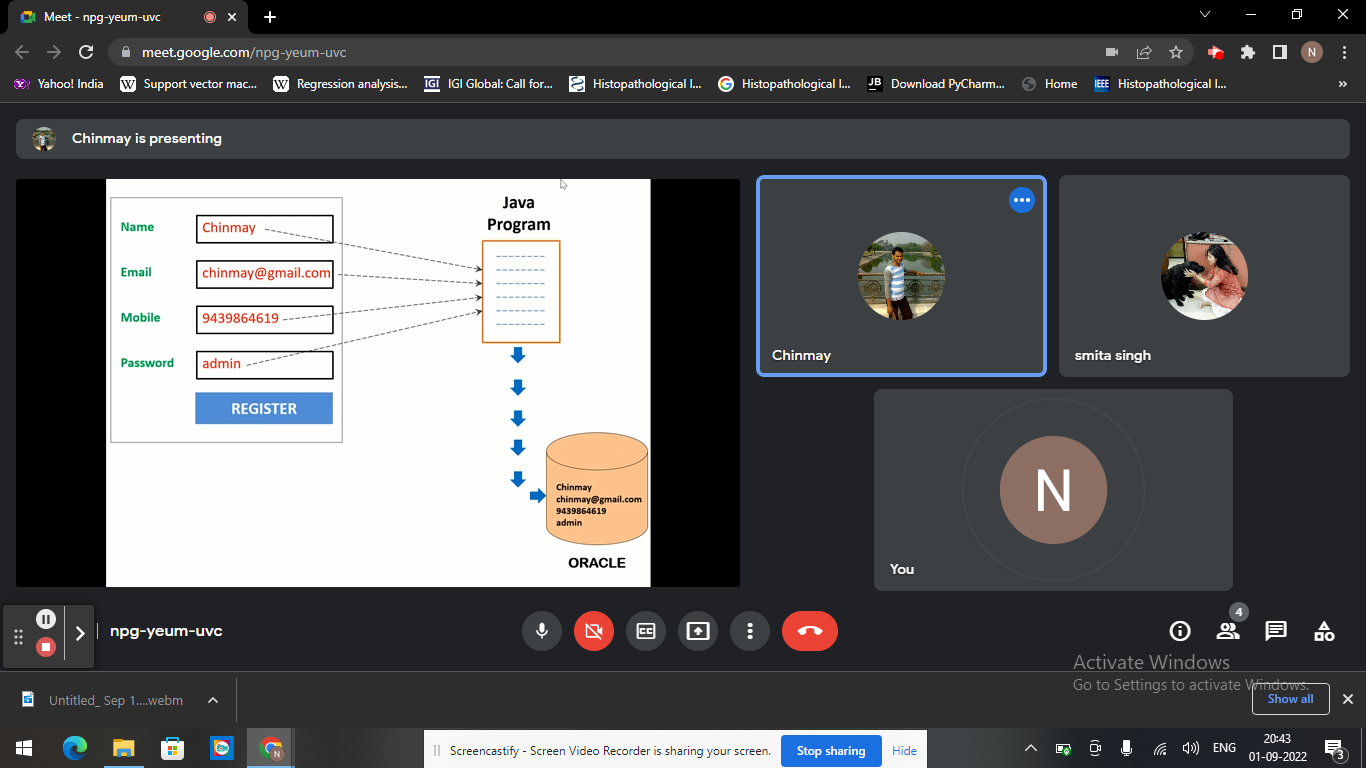 Meet - npg-yeum-uvc
meet.google.com/npg-yeum-uvc
N
Yahoo! India
W Support vector mac...
W Regression analysis...
IGI IGI Global: Call for...
Histopathological I...
G Histopathological I...
JB Download PyCharm...
Home
IEEE Histopathological I...
»
Chinmay is presenting
Java
Program
Name Chinmay
Email chinmay@gmail.com
Mobile 9439864619
Password admin
REGISTER
Chinmay
chinmay@gmail.com
9439864619
admin
ORACLE
Chinmay
smita singh
N
You
npg-yeum-uvc
4
Activate Windows
Go to Settings to activate Windows.
Untitled_ Sep 1....webm
Show all
Screencastify - Screen Video Recorder is sharing your screen.
Stop sharing
Hide
ENG
20:43
01-09-2022
3